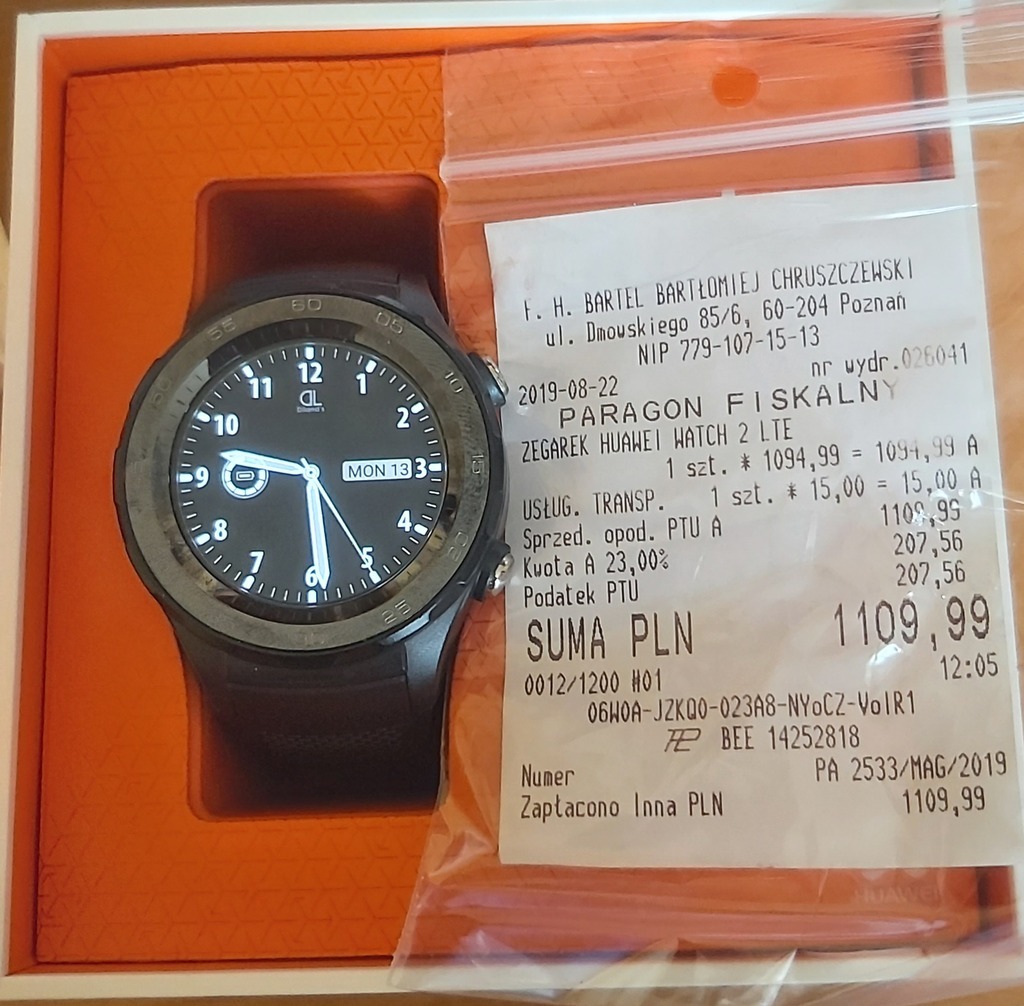 60
05
10
15
20
25
55
12
1
2
3
4
5
6
7
8
9
10
11
DL
MON 13
F. H. BARTEL BARTŁOMIEJ CHRUSZCZEWSKI
ul. Dmowskiego 85/6, 60-204 Poznań
NIP 779-107-15-13
nr wydr.026041
2019-08-22
PARAGON FISKALNY
ZEGAREK HUAWEI WATCH 2 LTE
1 szt. * 1094,99 = 1094,99 A
USŁUG. TRANSP. 1 szt. * 15,00 = 15,00 A
Sprzed. opod. PTU A 1109,99
Kwota A 23,00% 207,56
Podatek PTU 207,56
SUMA PLN 1109,99
0012/1200 #01 12:05
06W0A-JZKQ0-023A8-NYoCZ-VolR1
BEE 14252818
Numer PA 2533/MAG/2019
Zapłacono Inna PLN 1109,99
HUAWEI